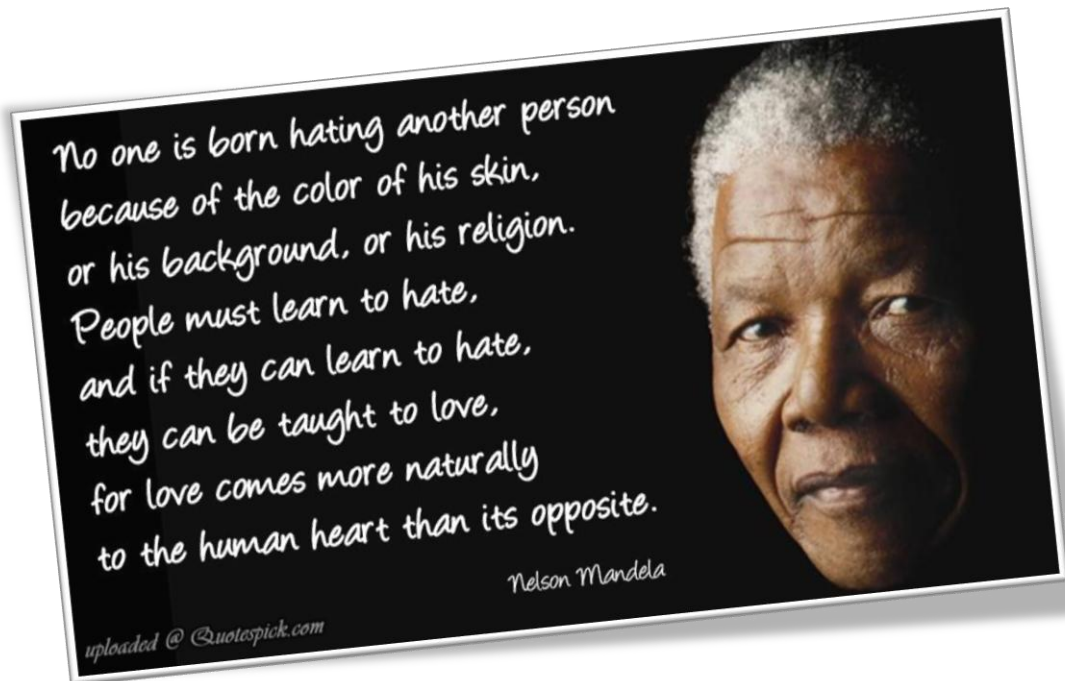 No one is born hating another person
because of the color of his skin,
or his background, or his religion.
People must learn to hate,
and if they can learn to hate,
they can be taught to love,
for love comes more naturally
to the human heart than its opposite.
Nelson Mandela
uploaded @ Quotespick.com